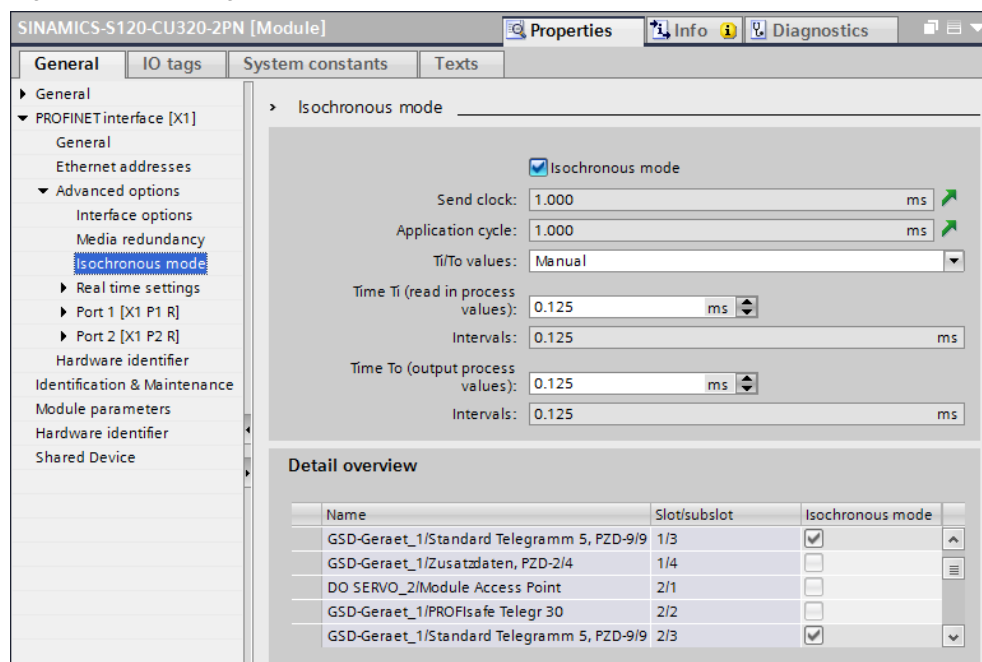 SINAMICS-S120-CU320-2PN [Module]
Properties
Info
Diagnostics
General
IO tags
System constants
Texts
General
PROFINET interface [X1]
General
Ethernet addresses
Advanced options
Interface options
Media redundancy
Isochronous mode
Real time settings
Port 1 [X1 P1 R]
Port 2 [X1 P2 R]
Hardware identifier
Identification & Maintenance
Module parameters
Hardware identifier
Shared Device
Isochronous mode
Isochronous mode
Send clock: 1.000 ms
Application cycle: 1.000 ms
Ti/To values: Manual
Time Ti (read in process
values): 0.125 ms
Intervals: 0.125 ms
Time To (output process
values): 0.125 ms
Intervals: 0.125 ms
Detail overview
Name Slot/subslot Isochronous mode
GSD-Geraet_1/Standard Telegramm 5, PZD-9/9 1/3
GSD-Geraet_1/Zusatzdaten, PZD-2/4 1/4
DO SERVO_2/Module Access Point 2/1
GSD-Geraet_1/PROFIsafe Telegr 30 2/2
GSD-Geraet_1/Standard Telegramm 5, PZD-9/9 2/3